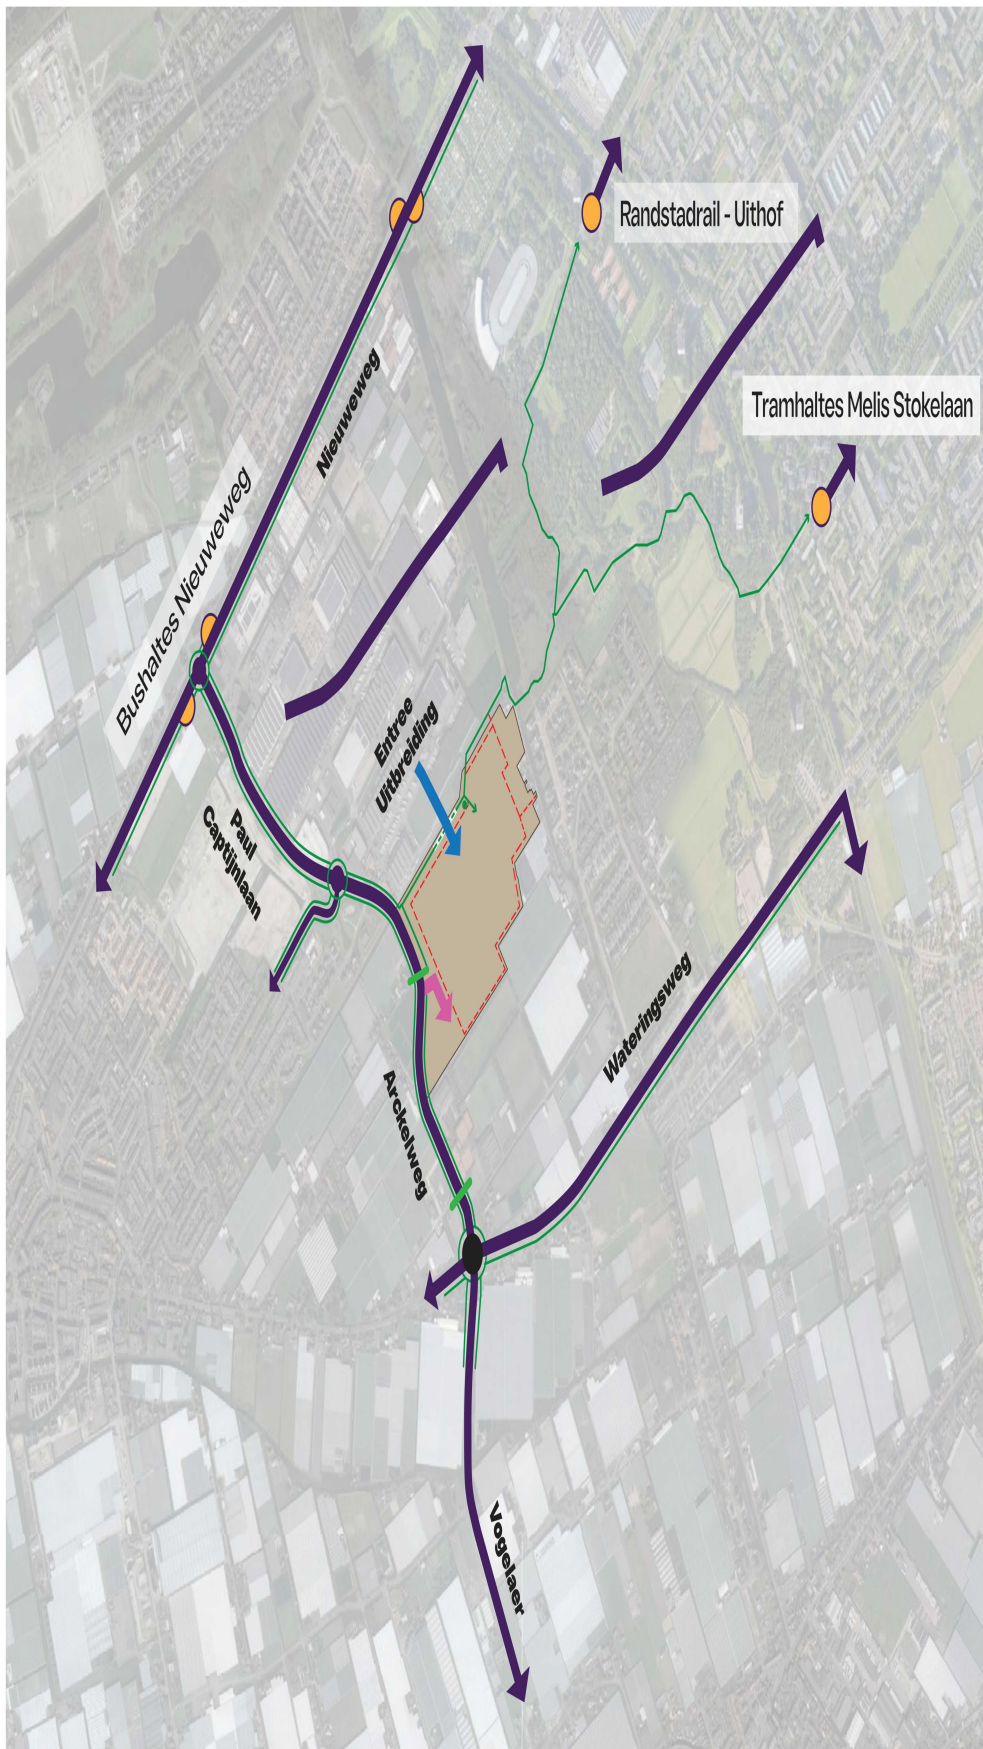 Randstadrail - Uithof
Nieuweweg
Tramhaltes Melis Stokelaan
Bushaltes Nieuweweg
Entree
Uitbreiding
Paul
Captijnlaan
Wateringsweg
Arckelweg
Vogelaer